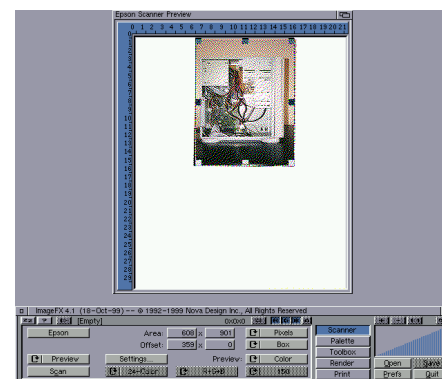 Epson Scanner Preview
0 1 2 3 4 5 6 7 8 9 10 11 12 13 14 15 16 17 18 19 20 21
ImageFX 4.1 (18-Oct-99) -- © 1992-1999 Nova Design Inc., All Rights Reserved
[Empty] 0x0x0
Epson Area: 608 x 901 Pixels Scanner
Offset: 359 x 0 Box Palette
Toolbox
Preview Settings... Preview: Color Render Open Save
Scan 24-Color R+G+B 150 Print Prefs Quit